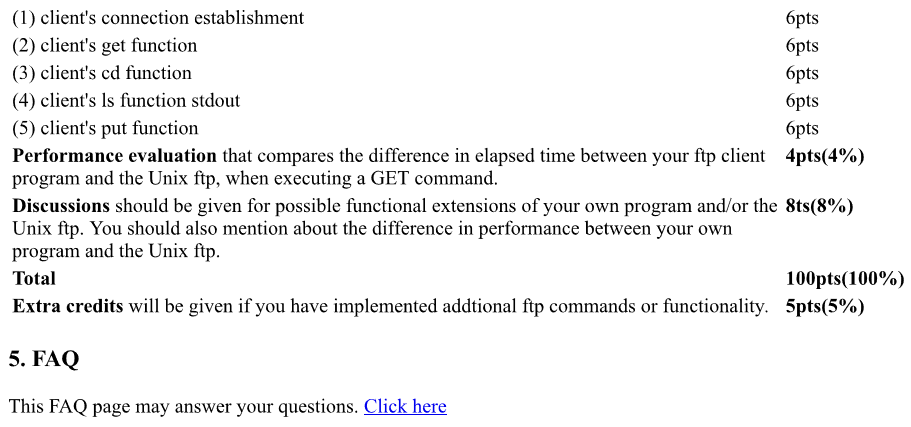 (1) client's connection establishment 6pts
(2) client's get function 6pts
(3) client's cd function 6pts
(4) client's ls function stdout 6pts
(5) client's put function 6pts
Performance evaluation that compares the difference in elapsed time between your ftp client 4pts(4%)
program and the Unix ftp, when executing a GET command.
Discussions should be given for possible functional extensions of your own program and/or the 8ts(8%)
Unix ftp. You should also mention about the difference in performance between your own
program and the Unix ftp.
Total 100pts(100%)
Extra credits will be given if you have implemented addtional ftp commands or functionality. 5pts(5%)
5. FAQ
This FAQ page may answer your questions. Click here